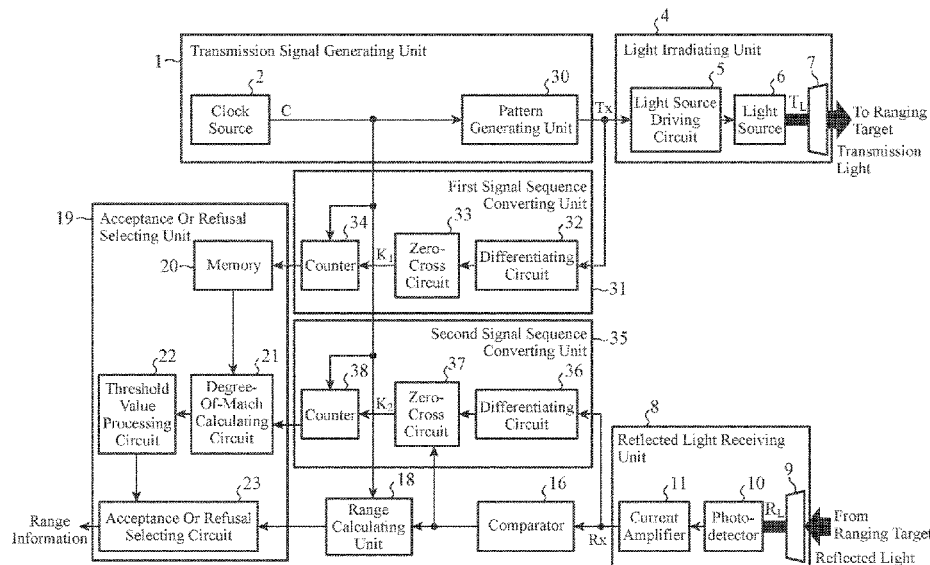 4
Transmission Signal Generating Unit
Light Irradiating Unit
1
2
30
5
6
7
Clock
Source
C
Pattern
Generating Unit
Tx
Light Source
Driving
Circuit
Light
Source
TL
To Ranging
Target
Transmission
Light
First Signal Sequence
Converting Unit
19
Acceptance Or Refusal
Selecting Unit
34
33
32
20
Memory
Counter
K1
Zero-
Cross
Circuit
Differentiating
Circuit
31
Second Signal Sequence
Converting Unit
35
22
21
38
37
36
Threshold
Value
Processing
Circuit
Degree-
Of-Match
Calculating
Circuit
Counter
K2
Zero-
Cross
Circuit
Differentiating
Circuit
8
Reflected Light Receiving
Unit
23
18
16
11
10
9
Range
Information
Acceptance Or Refusal
Selecting Circuit
Range
Calculating
Unit
Comparator
Rx
Current
Amplifier
Photo-
detector
RL
From
Ranging Target
Reflected Light